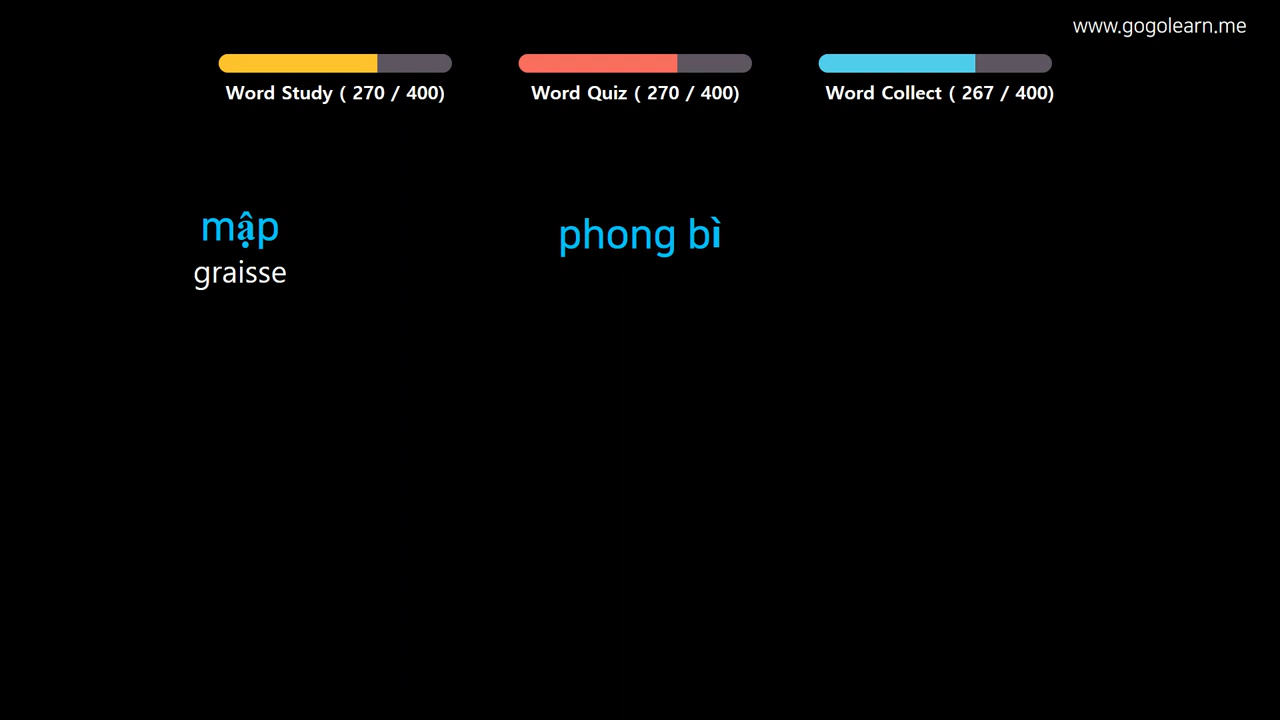 www.gogolearn.me
Word Study ( 270 / 400)
Word Quiz ( 270 / 400)
Word Collect ( 267 / 400)
mập
graisse
phong bì